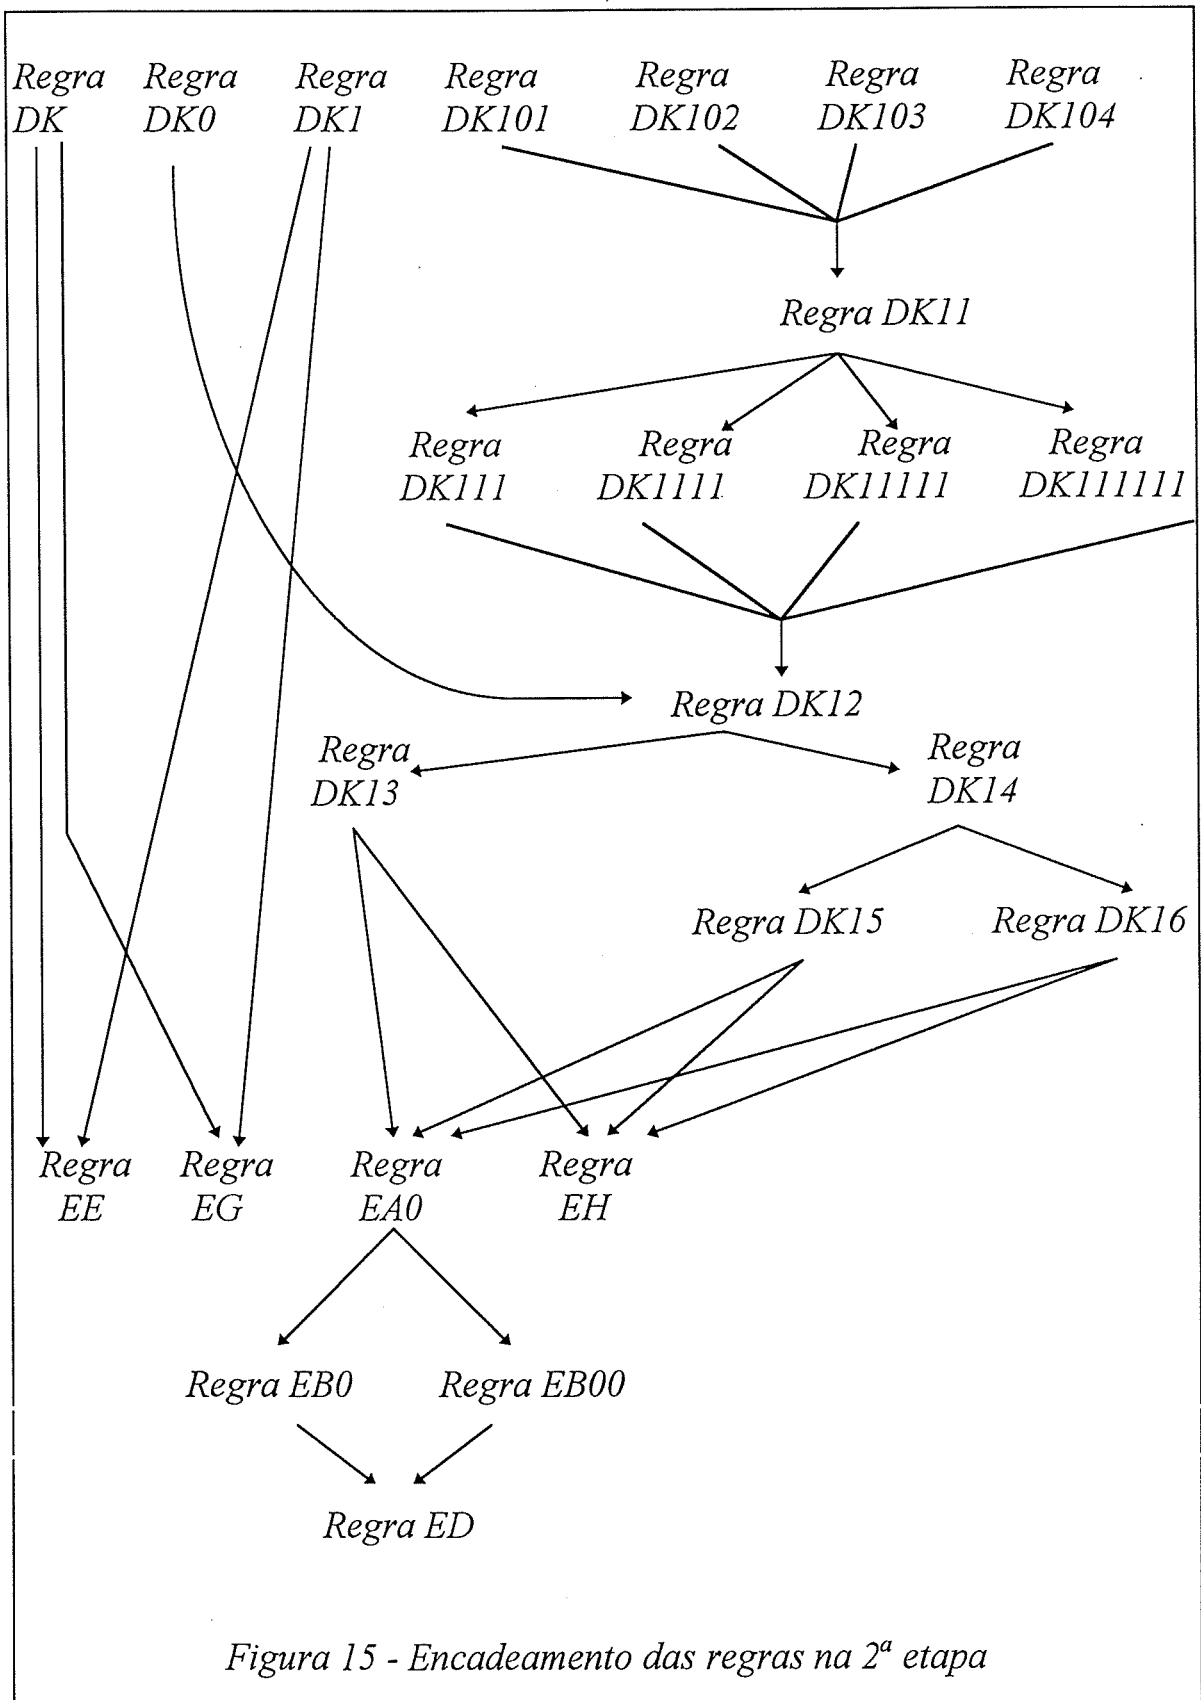 Regra DK
Regra DK0
Regra DK1
Regra DK101
Regra DK102
Regra DK103
Regra DK104
Regra DK11
Regra DK111
Regra DK1111
Regra DK11111
Regra DK111111
Regra DK12
Regra DK13
Regra DK14
Regra DK15
Regra DK16
Regra EE
Regra EG
Regra EA0
Regra EH
Regra EB0
Regra EB00
Regra ED
Figura 15 - Encadeamento das regras na 2ª etapa